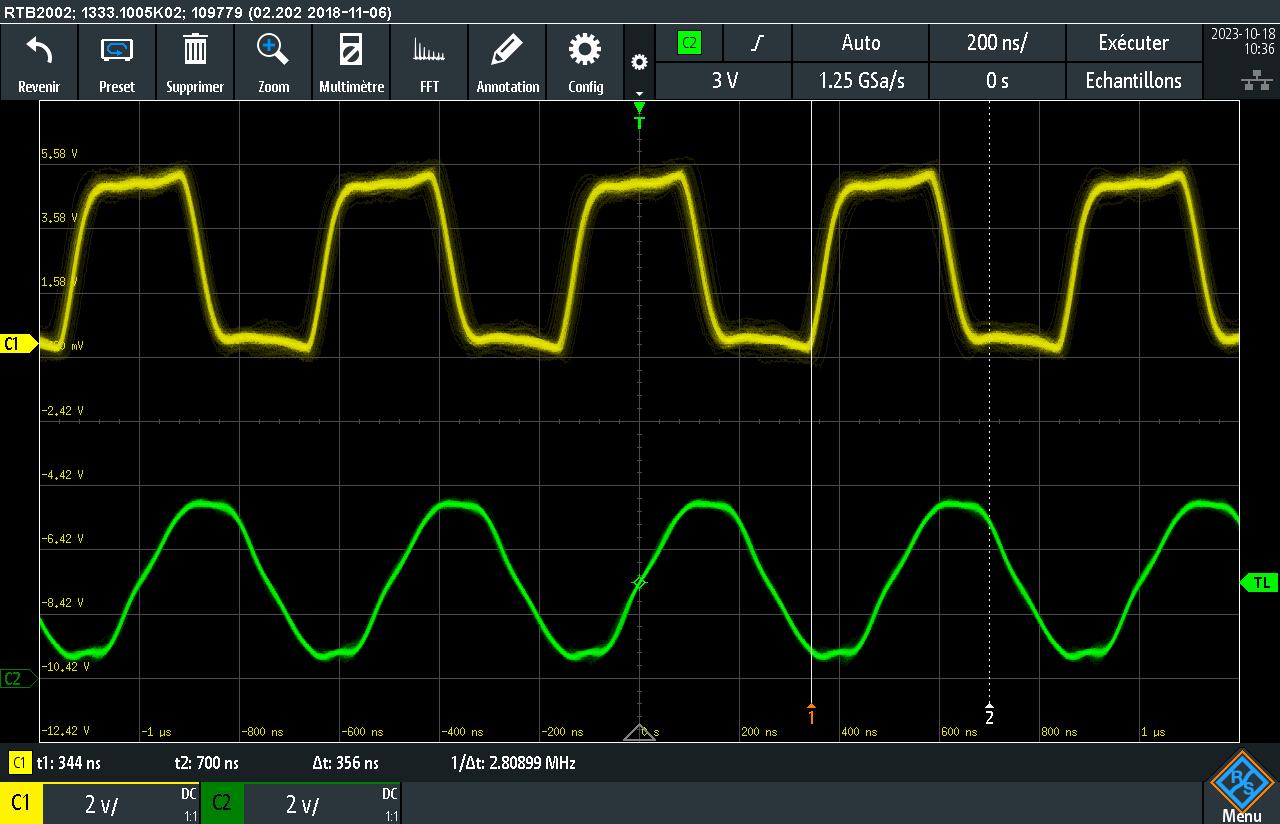 RTB2002; 1333.1005K02; 109779 (02.202 2018-11-06)
Revenir Preset Supprimer Zoom Multimètre FFT Annotation Config
C2 Auto 200 ns/ Exécuter
3 V 1.25 GSa/s 0 s Echantillons
2023-10-18
10:36
T
5.58 V
3.58 V
1.58 V
C1
mV
-2.42 V
-4.42 V
-6.42 V
TL
-8.42 V
-10.42 V
C2
1 2
-12.42 V -1 µs -800 ns -600 ns -400 ns -200 ns 0 s 200 ns 400 ns 600 ns 800 ns 1 µs
C1 t1: 344 ns t2: 700 ns Δt: 356 ns 1/Δt: 2.80899 MHz
C1 2 v/ DC 1:1 C2 2 v/ DC 1:1
R S
Menu